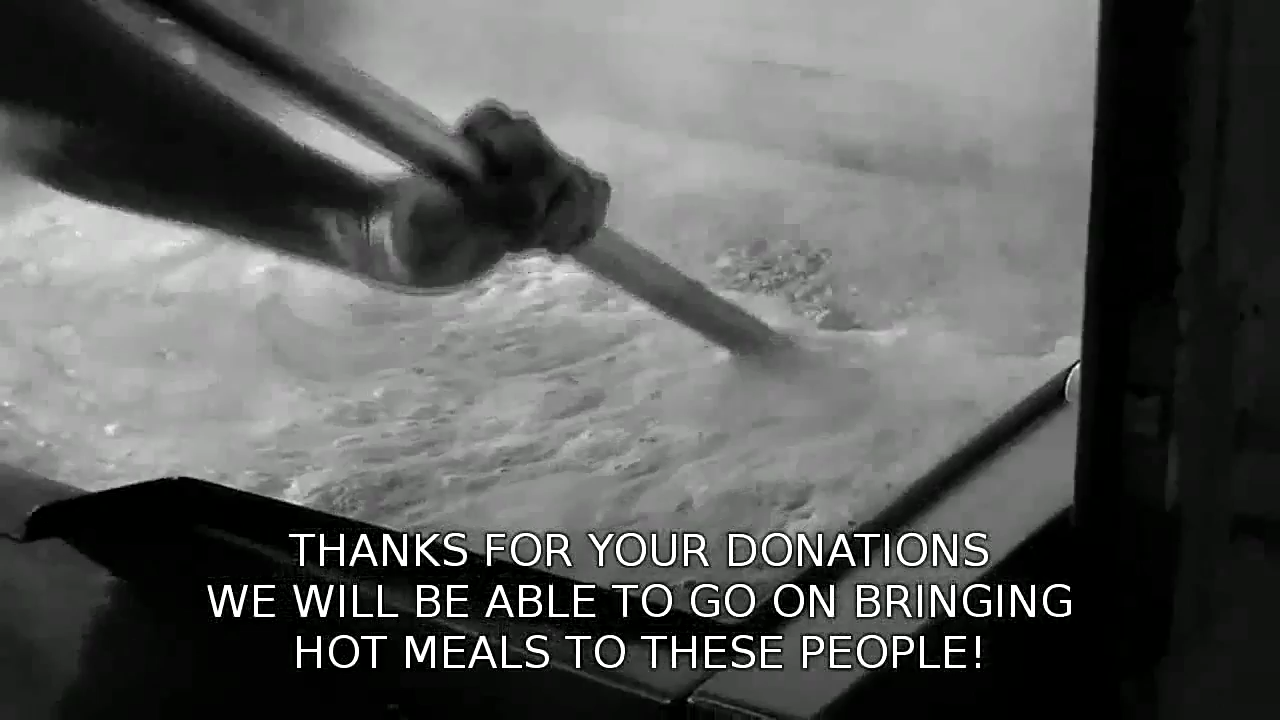 THANKS FOR YOUR DONATIONS
WE WILL BE ABLE TO GO ON BRINGING
HOT MEALS TO THESE PEOPLE!